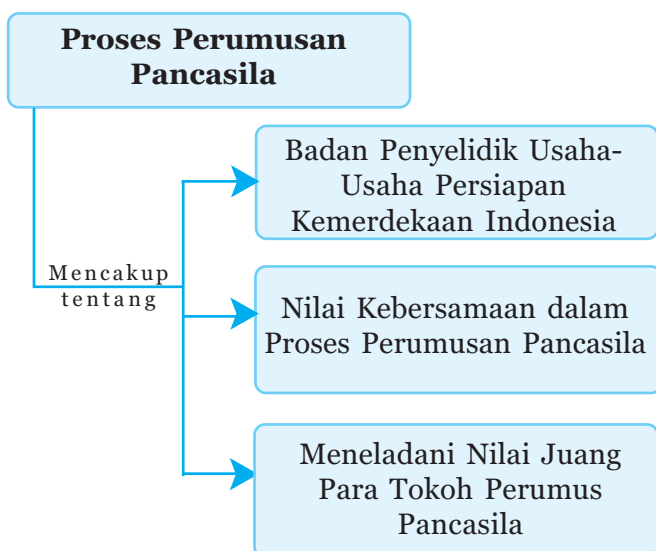 Proses Perumusan
Pancasila
Badan Penyelidik Usaha-
Usaha Persiapan
Kemerdekaan Indonesia
Mencakup
tentang
Nilai Kebersamaan dalam
Proses Perumusan Pancasila
Meneladani Nilai Juang
Para Tokoh Perumus
Pancasila